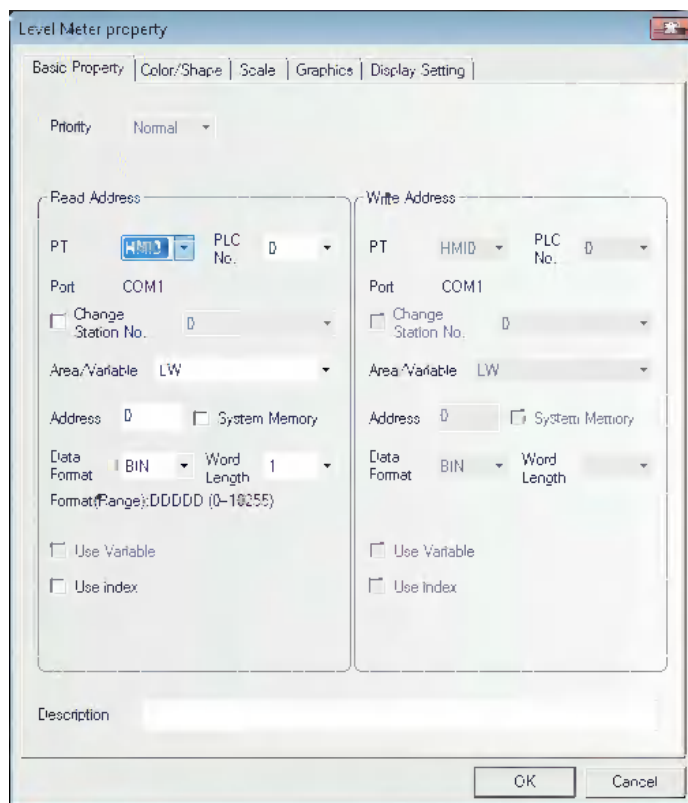 Level Meter property
Basic Property Color/Shape Scale Graphics Display Setting
Priority Normal
Read Address
PT HMI0 PLC No. 0
Port COM1
Change Station No. 0
Area/Variable LW
Address 0 System Memory
Data Format BIN Word Length 1
Format(Range):DDDDD (0~10255)
Use Variable
Use index
Write Address
PT HMI0 PLC No. 0
Port COM1
Change Station No. 0
Area/Variable LW
Address 0 System Memory
Data Format BIN Word Length
Use Variable
Use Index
Description
OK Cancel